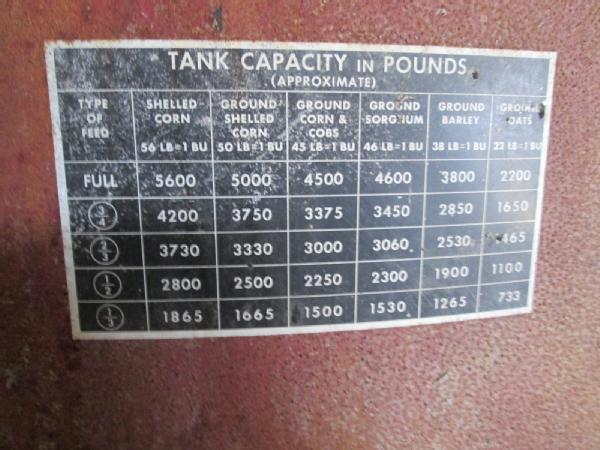 TANK CAPACITY IN POUNDS
(APPROXIMATE)
TYPE OF FEED
SHELLED CORN 56 LB=1 BU
GROUND SHELLED CORN 50 LB=1 BU
GROUND CORN & COBS 45 LB=1 BU
GROUND SORGHUM 46 LB=1 BU
GROUND BARLEY 38 LB=1 BU
GROUND OATS 22 LB=1 BU
FULL 5600 5000 4500 4600 3800 2200
3/4 4200 3750 3375 3450 2850 1650
2/3 3730 3330 3000 3060 2530 1465
1/2 2800 2500 2250 2300 1900 1100
1/3 1865 1665 1500 1530 1265 733